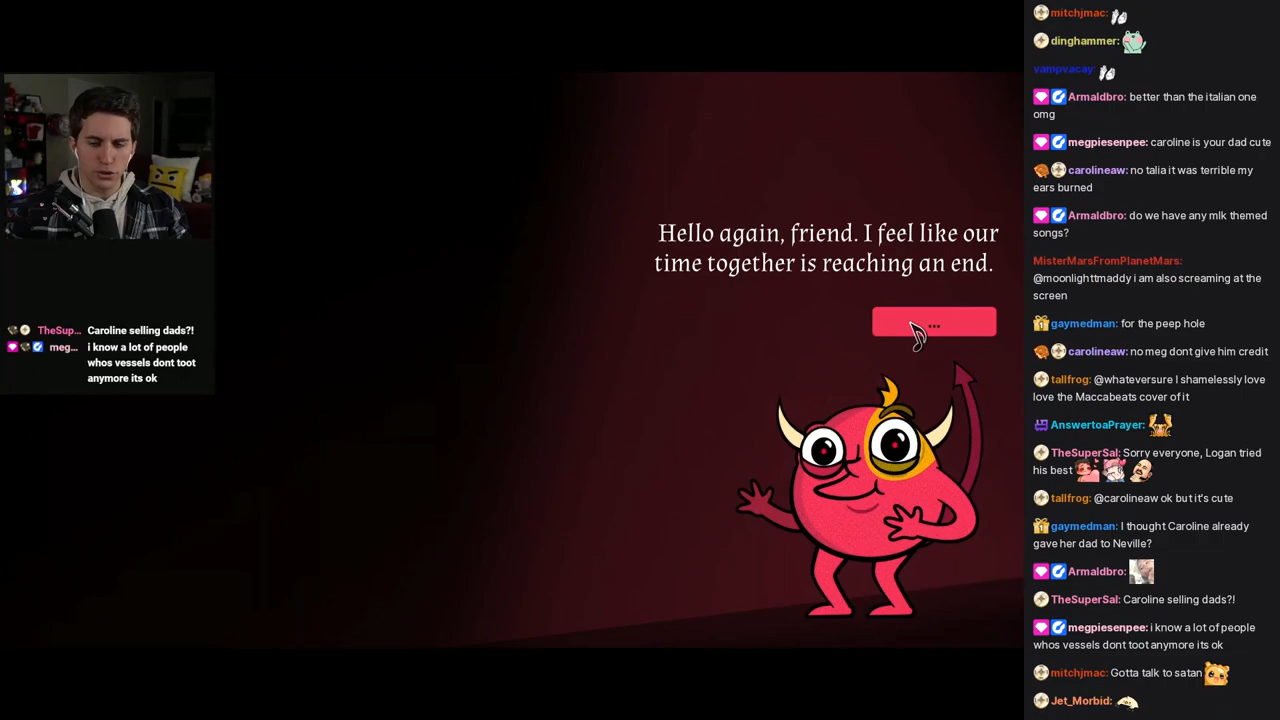 Hello again, friend. I feel like our
time together is reaching an end.
...
TheSup... Caroline selling dads?!
meg... i know a lot of people
whos vessels dont toot
anymore its ok
mitchjmac:
dinghammer:
vampvacay:
Armaldbro: better than the italian one
omg
megpiesenpee: caroline is your dad cute
carolineaw: no talia it was terrible my
ears burned
Armaldbro: do we have any mlk themed
songs?
MisterMarsFromPlanetMars:
@moonlighttmaddy i am also screaming at the
screen
gaymedman: for the peep hole
carolineaw: no meg dont give him credit
tallfrog: @whateversure I shamelessly love
love the Maccabeats cover of it
AnswertoaPrayer:
TheSuperSal: Sorry everyone, Logan tried
his best
tallfrog: @carolineaw ok but it's cute
gaymedman: I thought Caroline already
gave her dad to Neville?
Armaldbro:
TheSuperSal: Caroline selling dads?!
megpiesenpee: i know a lot of people
whos vessels dont toot anymore its ok
mitchjmac: Gotta talk to satan
Jet_Morbid: